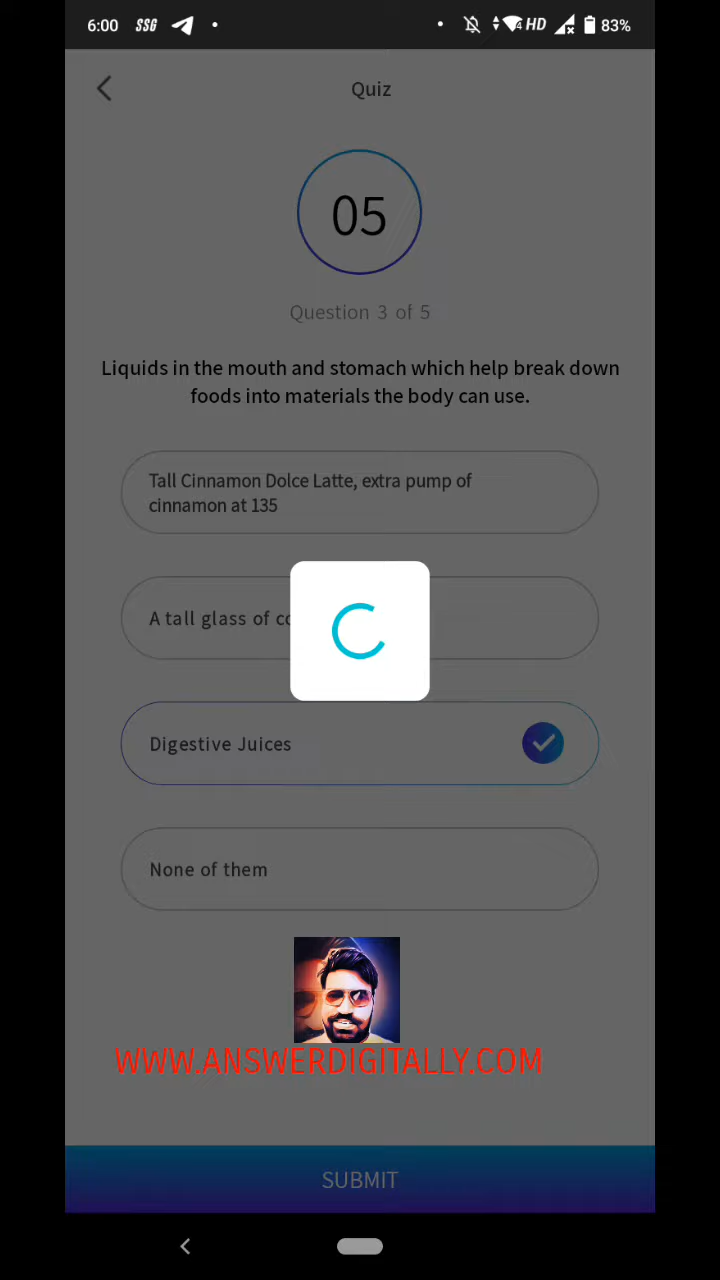 6:00 SSG HD 83%
Quiz
05
Question 3 of 5
Liquids in the mouth and stomach which help break down
foods into materials the body can use.
Tall Cinnamon Dolce Latte, extra pump of
cinnamon at 135
A tall glass of
Digestive Juices
None of them
WWW.ANSWERDIGITALLY.COM
SUBMIT